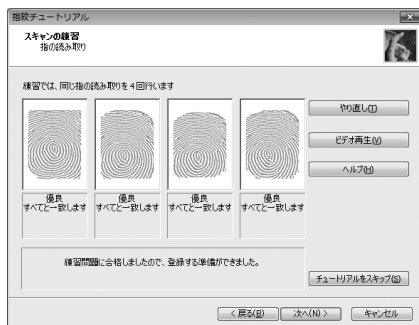 指紋チュートリアル
スキャンの練習
指の読み取り
練習では、同じ指の読み取りを4回行います
やり直し(T)
ビデオ再生(V)
ヘルプ(H)
優良 優良 優良 優良
すべてと一致します すべてと一致します すべてと一致します すべてと一致します
練習問題に合格しましたので、登録する準備ができました。
チュートリアルをスキップ(S)
< 戻る(B) 次へ(N) > キャンセル